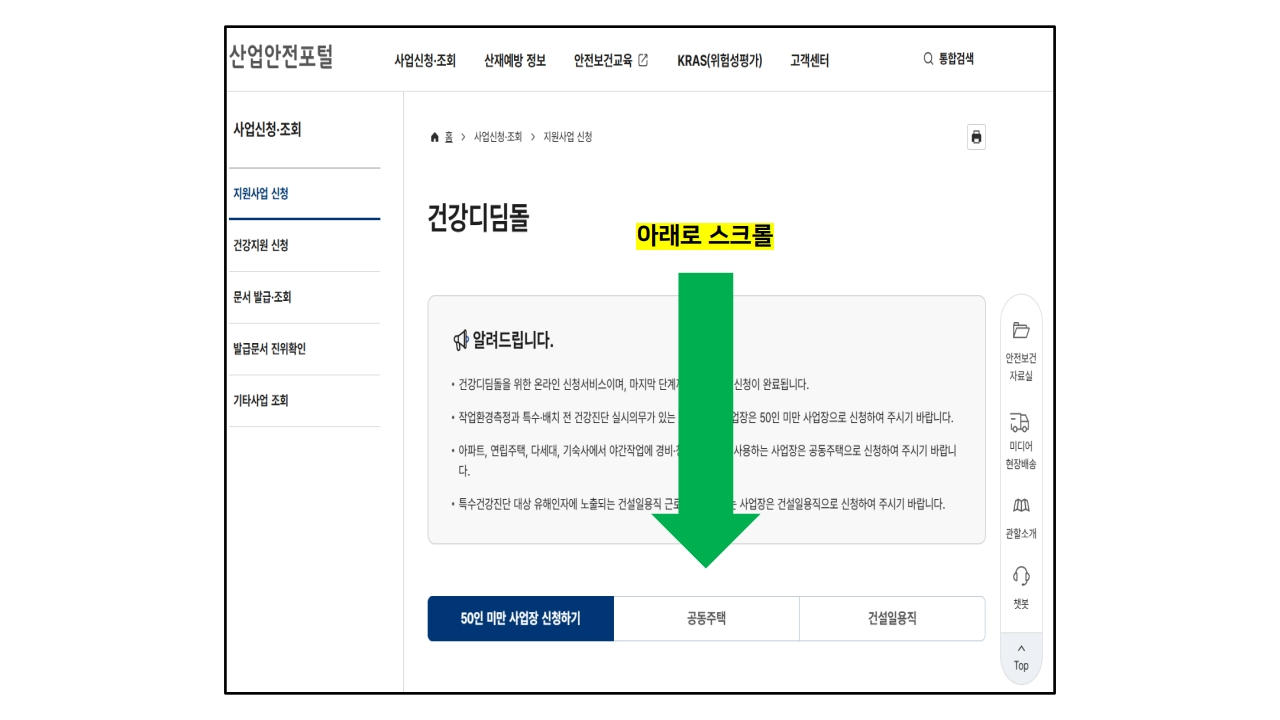 산업안전포털
사업신청·조회 산재예방 정보 안전보건교육 KRAS(위험성평가) 고객센터 통합검색
사업신청·조회
지원사업 신청
건강지원 신청
문서 발급·조회
발급문서 진위확인
기타사업 조회
홈 > 사업신청·조회 > 지원사업 신청
건강디딤돌
아래로 스크롤
알려드립니다.
• 건강디딤돌을 위한 온라인 신청서비스이며, 마지막 단계 신청이 완료됩니다.
• 작업환경측정과 특수·배치 전 건강진단 실시의무가 있는 50인 미만 사업장으로 신청하여 주시기 바랍니다.
• 아파트, 연립주택, 다세대, 기숙사에서 야간작업에 경비· 사용하는 사업장은 공동주택으로 신청하여 주시기 바랍니
다.
• 특수건강진단 대상 유해인자에 노출되는 건설일용직 사업장은 건설일용직으로 신청하여 주시기 바랍니다.
50인 미만 사업장 신청하기 공동주택 건설일용직
안전보건
자료실
미디어
현장배송
관할소개
챗봇
Top